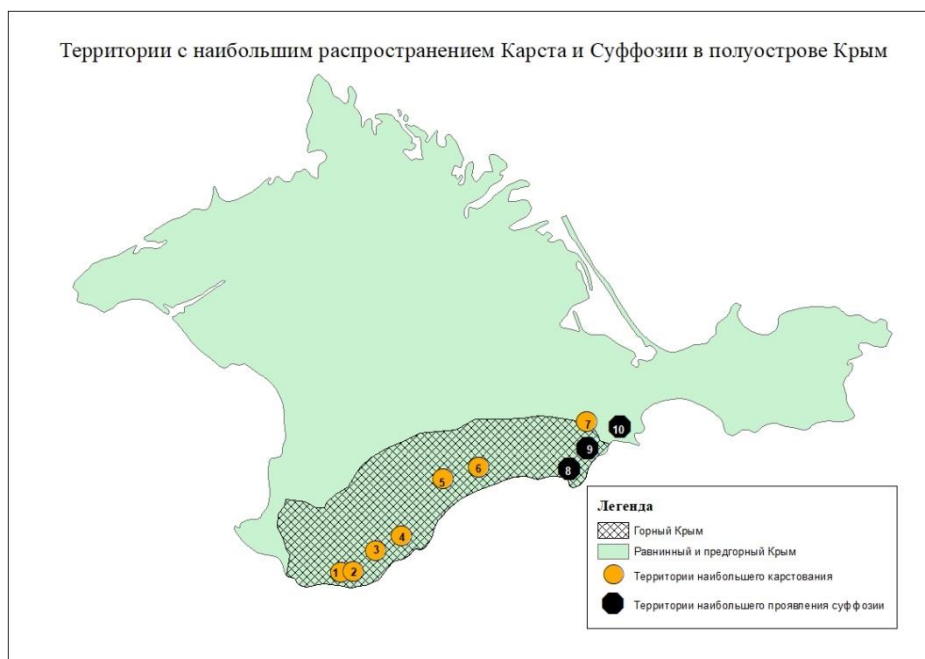 Территории с наибольшим распространением Карста и Суффозии в полуострове Крым
7
10
9
8
6
5
4
3
1
2
Легенда
Горный Крым
Равнинный и предгорный Крым
Территории наибольшего карстования
Территории наибольшего проявления суффозии